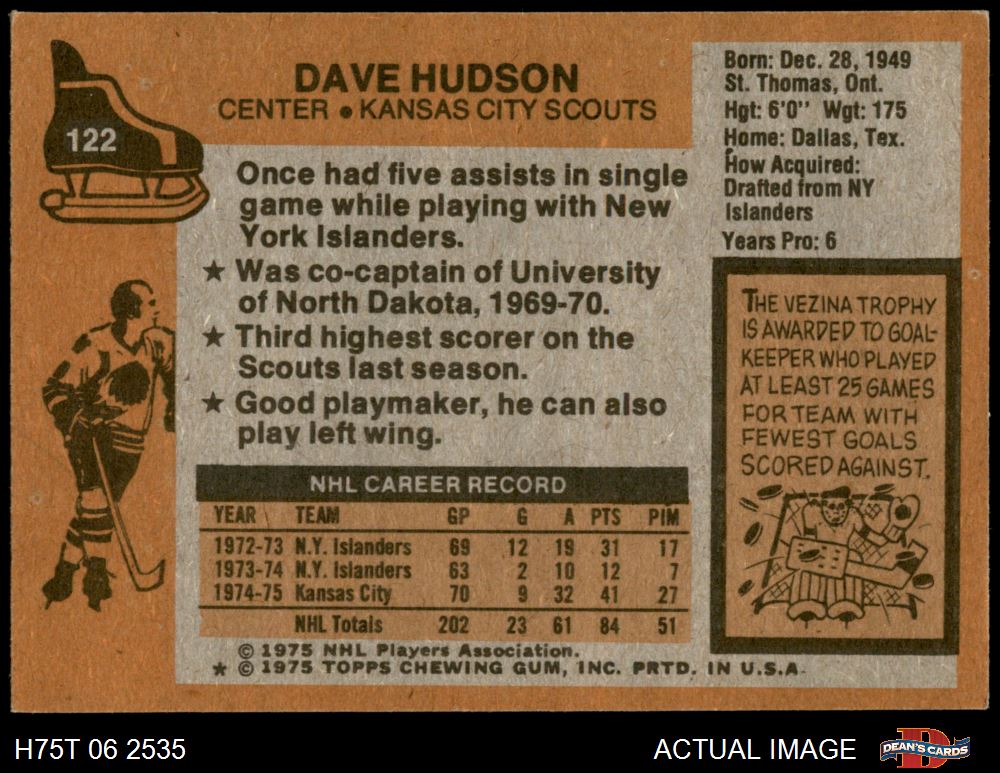 122
DAVE HUDSON
CENTER ● KANSAS CITY SCOUTS
Once had five assists in single
game while playing with New
York Islanders.
★ Was co-captain of University
of North Dakota, 1969-70.
★ Third highest scorer on the
Scouts last season.
★ Good playmaker, he can also
play left wing.
Born: Dec. 28, 1949
St. Thomas, Ont.
Hgt: 6'0" Wgt: 175
Home: Dallas, Tex.
How Acquired:
Drafted from NY
Islanders
Years Pro: 6
THE VEZINA TROPHY
IS AWARDED TO GOAL-
KEEPER WHO PLAYED
AT LEAST 25 GAMES
FOR TEAM WITH
FEWEST GOALS
SCORED AGAINST.
NHL CAREER RECORD
YEAR TEAM GP G A PTS PIM
1972-73 N.Y. Islanders 69 12 19 31 17
1973-74 N.Y. Islanders 63 2 10 12 7
1974-75 Kansas City 70 9 32 41 27
NHL Totals 202 23 61 84 51
© 1975 NHL Players Association.
★ © 1975 TOPPS CHEWING GUM, INC. PRTD. IN U.S.A.
H75T 06 2535
ACTUAL IMAGE
DEAN'S CARDS